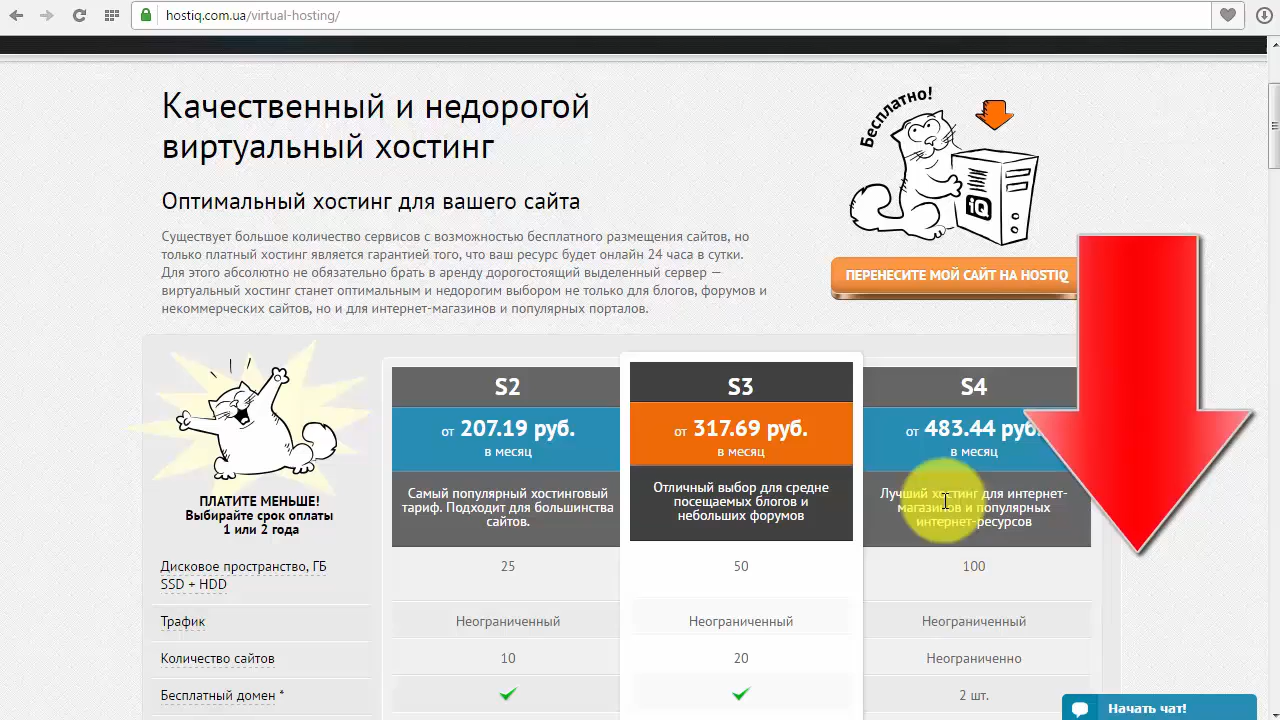 hostiq.com.ua/virtual-hosting/
Качественный и недорогой
виртуальный хостинг
Бесплатно!
iQ
Оптимальный хостинг для вашего сайта
Существует большое количество сервисов с возможностью бесплатного размещения сайтов, но
только платный хостинг является гарантией того, что ваш ресурс будет онлайн 24 часа в сутки.
Для этого абсолютно не обязательно брать в аренду дорогостоящий выделенный сервер —
виртуальный хостинг станет оптимальным и недорогим выбором не только для блогов, форумов и
некоммерческих сайтов, но и для интернет-магазинов и популярных порталов.
ПЕРЕНЕСИТЕ МОЙ САЙТ НА HOSTIQ
ПЛАТИТЕ МЕНЬШЕ!
Выбирайте срок оплаты
1 или 2 года
S2 S3 S4
от 207.19 руб. от 317.69 руб. от 483.44 руб.
в месяц в месяц в месяц
Самый популярный хостинговый
тариф. Подходит для большинства
сайтов.
Отличный выбор для средне
посещаемых блогов и
небольших форумов
Лучший хостинг для интернет-
магазинов и популярных
интернет-ресурсов
Дисковое пространство, ГБ 25 50 100
SSD + HDD
Трафик Неограниченный Неограниченный Неограниченный
Количество сайтов 10 20 Неограниченно
Бесплатный домен * 2 шт.
Начать чат!